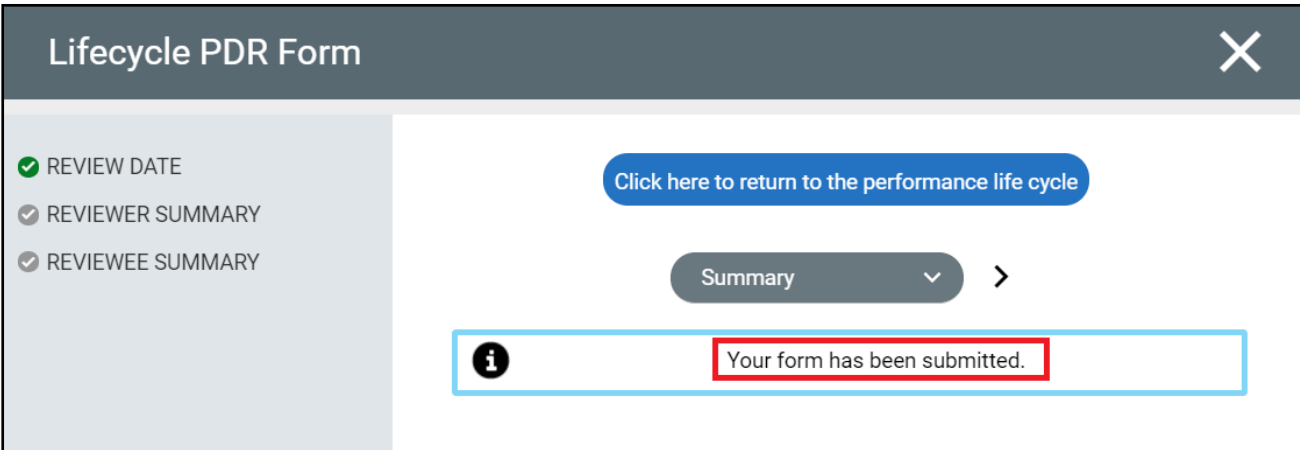 Lifecycle PDR Form
REVIEW DATE
REVIEWER SUMMARY
REVIEWEE SUMMARY
Click here to return to the performance life cycle
Summary
Your form has been submitted.